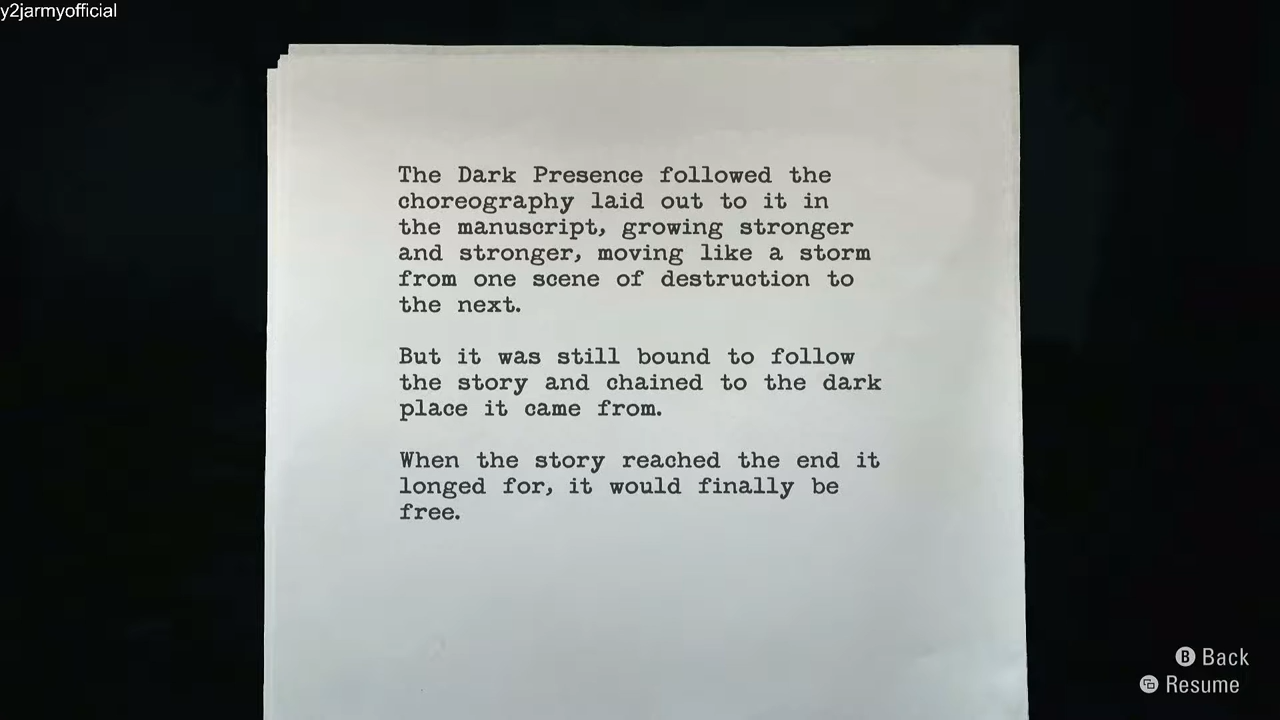 y2jarmyofficial
The Dark Presence followed the
choreography laid out to it in
the manuscript, growing stronger
and stronger, moving like a storm
from one scene of destruction to
the next.
But it was still bound to follow
the story and chained to the dark
place it came from.
When the story reached the end it
longed for, it would finally be
free.
B Back
Resume